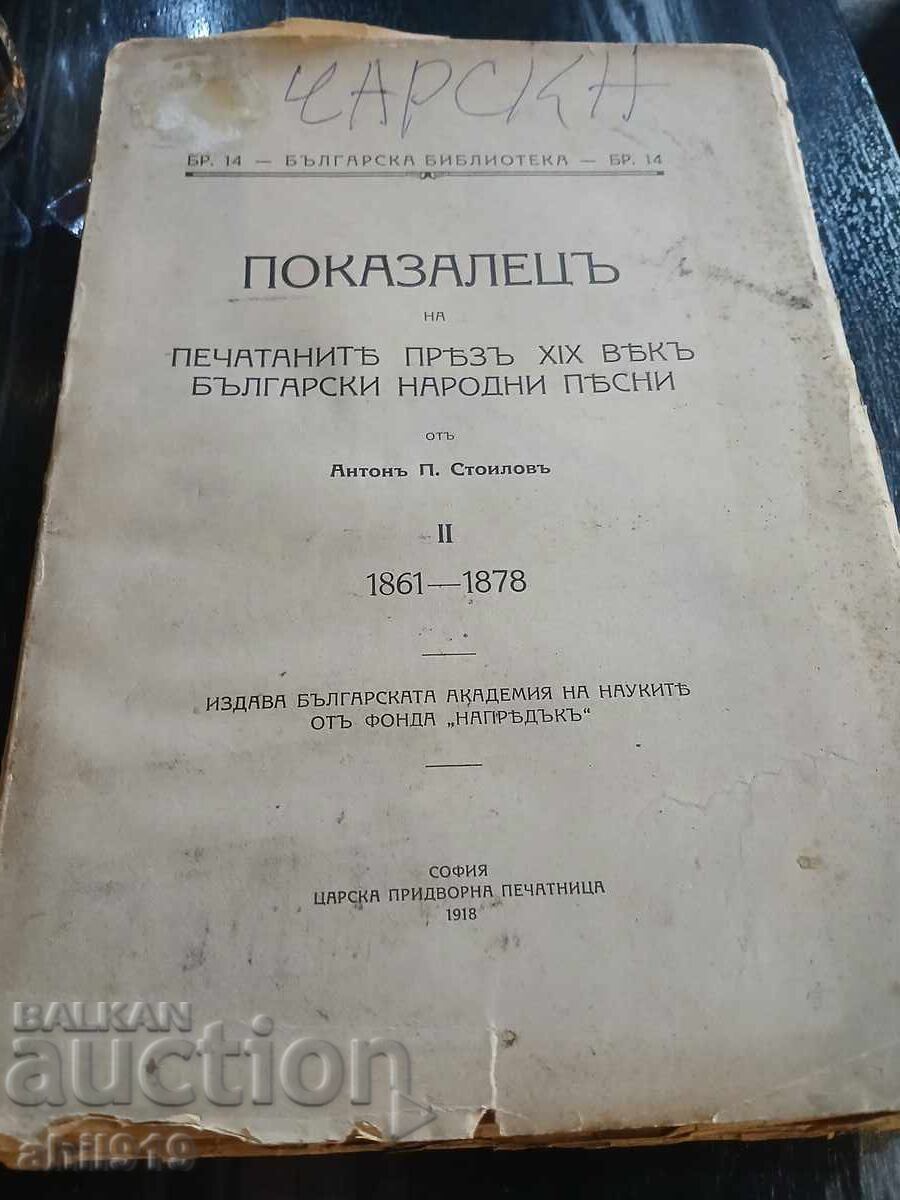 ЧАРСКИ
БР. 14 — БЪЛГАРСКА БИБЛИОТЕКА — БР. 14
ПОКАЗАЛЕЦЪ
НА
ПЕЧАТАНИТѢ ПРѢЗЪ XIX ВѢКЪ
БЪЛГАРСКИ НАРОДНИ ПѢСНИ
ОТЪ
Антонъ П. Стоиловъ
II
1861—1878
ИЗДАВА БЪЛГАРСКАТА АКАДЕМИЯ НА НАУКИТѢ
ОТЪ ФОНДА „НАПРѢДЪКЪ“
СОФИЯ
ЦАРСКА ПРИДВОРНА ПЕЧАТНИЦА
1918
BALKAN
auction
ahil919